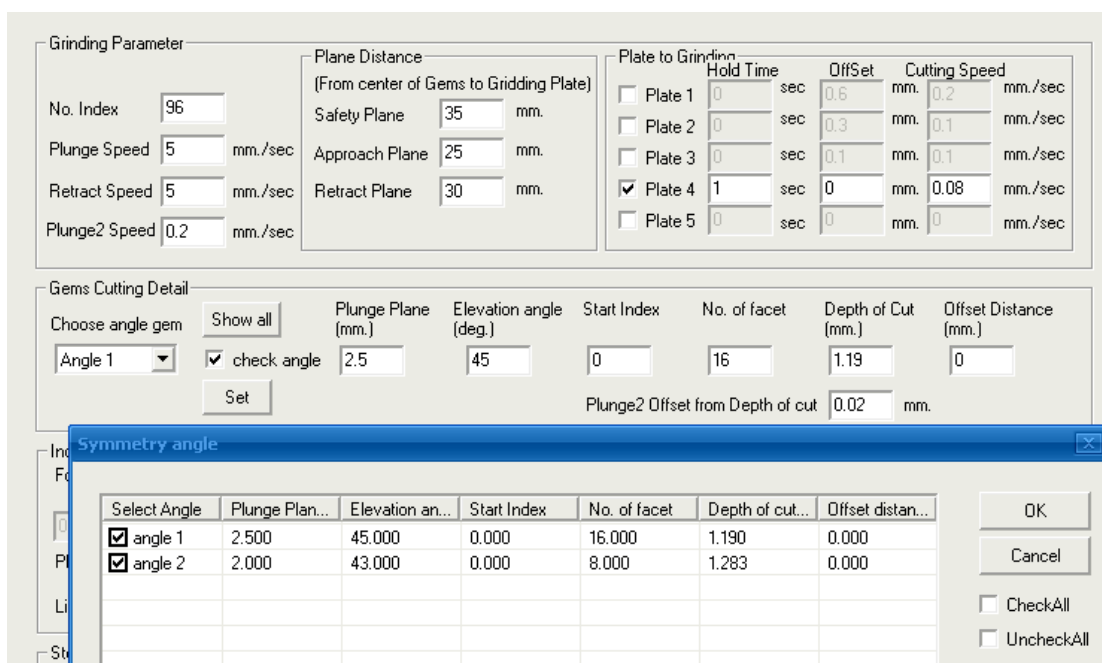 Grinding Parameter
No. Index 96
Plunge Speed 5 mm./sec
Retract Speed 5 mm./sec
Plunge2 Speed 0.2 mm./sec
Plane Distance
(From center of Gems to Gridding Plate)
Safety Plane 35 mm.
Approach Plane 25 mm.
Retract Plane 30 mm.
Plate to Grinding
Hold Time OffSet Cutting Speed
Plate 1 0 sec 0.6 mm. 0.2 mm./sec
Plate 2 0 sec 0.3 mm. 0.1 mm./sec
Plate 3 0 sec 0.1 mm. 0.1 mm./sec
Plate 4 1 sec 0 mm. 0.08 mm./sec
Plate 5 0 sec 0 mm. 0 mm./sec
Gems Cutting Detail
Choose angle gem Show all Plunge Plane (mm.) Elevation angle (deg.) Start Index No. of facet Depth of Cut (mm.) Offset Distance (mm.)
Angle 1 check angle 2.5 45 0 16 1.19 0
Set Plunge2 Offset from Depth of cut 0.02 mm.
Symmetry angle
Select Angle Plunge Plan... Elevation an... Start Index No. of facet Depth of cut... Offset distan...
angle 1 2.500 45.000 0.000 16.000 1.190 0.000
angle 2 2.000 43.000 0.000 8.000 1.283 0.000
OK
Cancel
CheckAll
UncheckAll